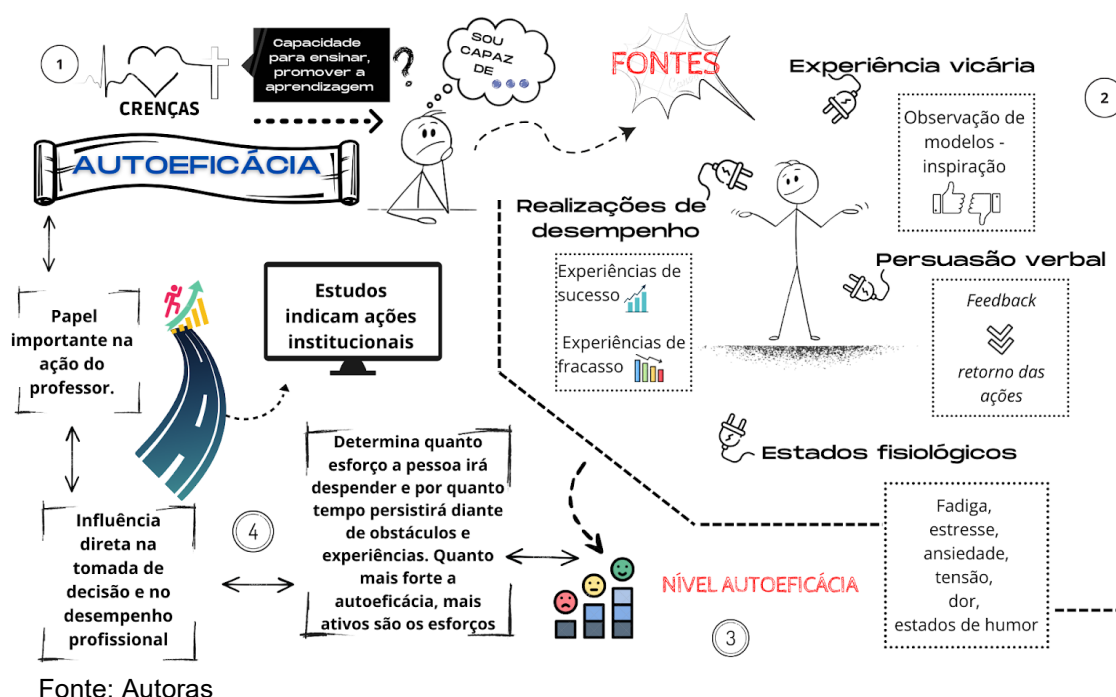 1
CRENÇAS
Capacidade
para ensinar,
promover a
aprendizagem
?
SOU
CAPAZ
DE
AUTOEFICÁCIA
FONTES
2
Experiência vicária
Observação de
modelos -
inspiração
Realizações de
desempenho
Experiências de
sucesso
Experiências de
fracasso
Persuasão verbal
Feedback
retorno das
ações
Estados fisiológicos
Fadiga,
estresse,
ansiedade,
tensão,
dor,
estados de humor
NÍVEL AUTOEFICÁCIA
3
Determina quanto
esforço a pessoa irá
despender e por quanto
tempo persistirá diante
de obstáculos e
experiências. Quanto
mais forte a
autoeficácia, mais
ativos são os esforços
4
Influência
direta na
tomada de
decisão e no
desempenho
profissional
Papel
importante na
ação do
professor.
Estudos
indicam ações
institucionais
Fonte: Autoras